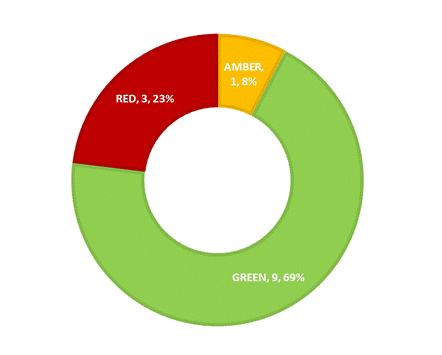 AMBER,
1, 8%
RED, 3, 23%
GREEN, 9, 69%